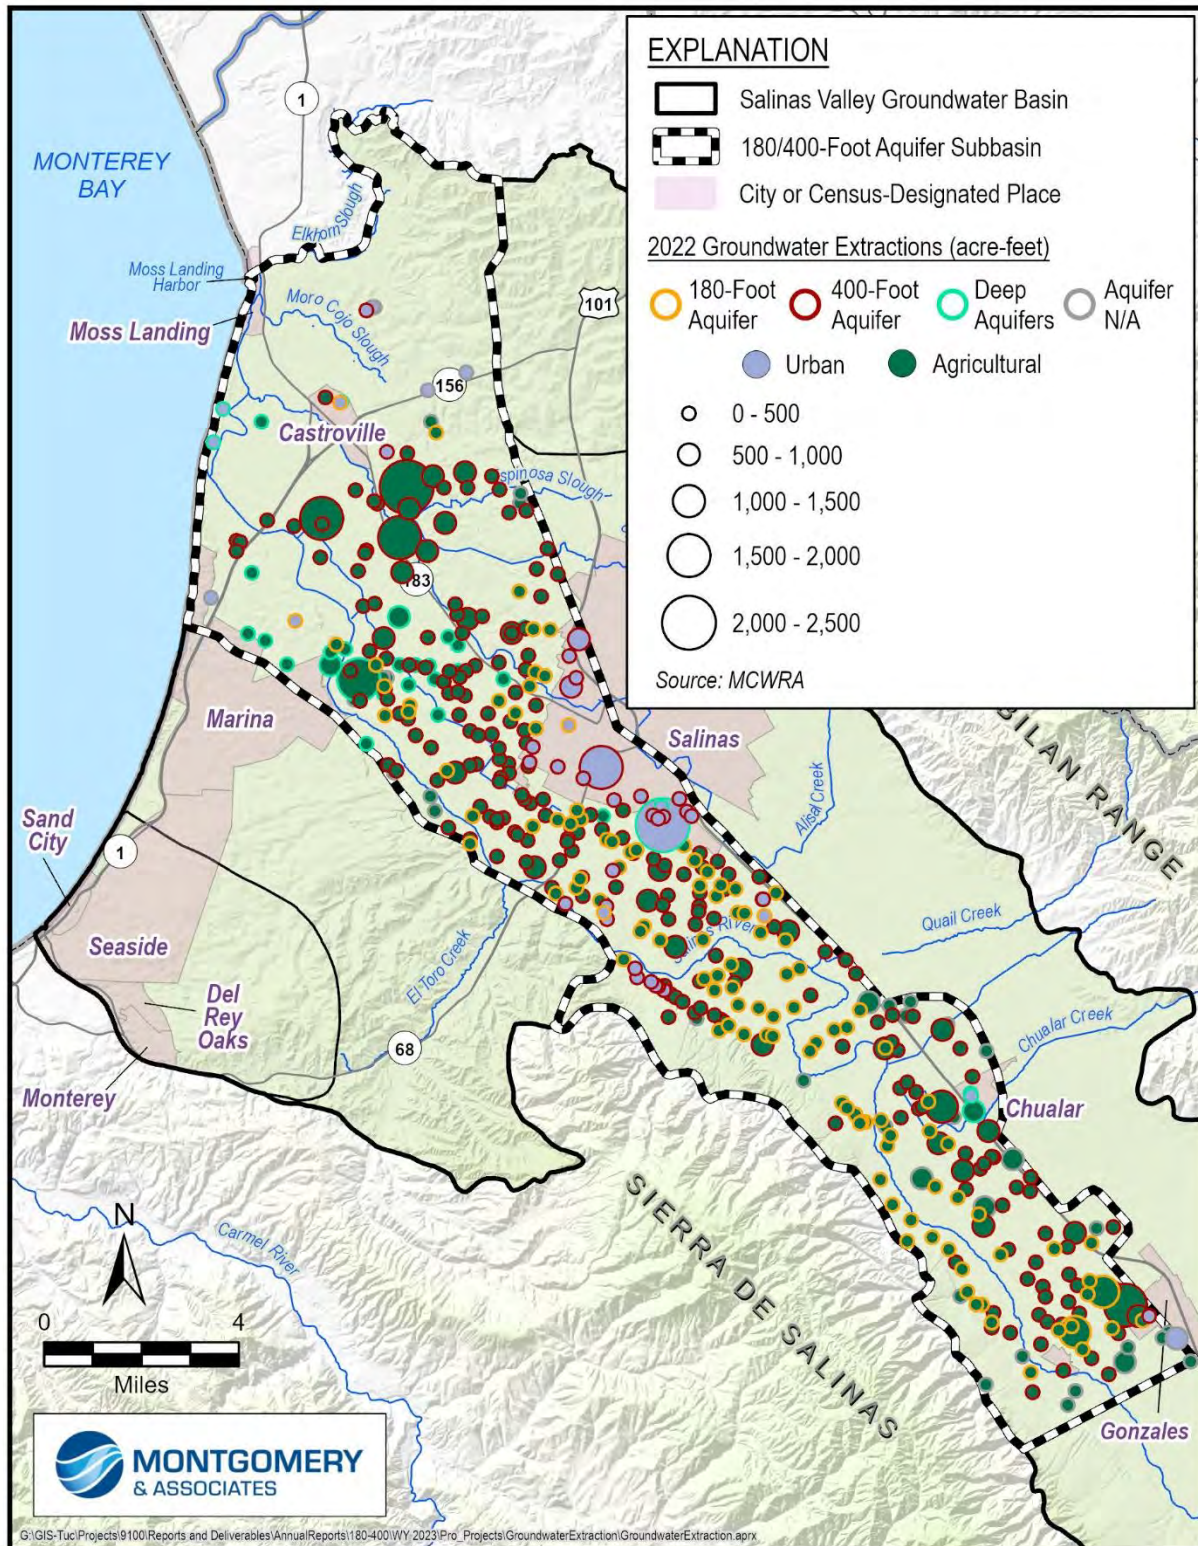 EXPLANATION
Salinas Valley Groundwater Basin
180/400-Foot Aquifer Subbasin
City or Census-Designated Place
2022 Groundwater Extractions (acre-feet)
180-Foot
Aquifer
400-Foot
Aquifer
Deep
Aquifers
Aquifer
N/A
Urban
Agricultural
0 - 500
500 - 1,000
1,000 - 1,500
1,500 - 2,000
2,000 - 2,500
Source: MCWRA
1
MONTEREY
BAY
Elkhorn Slough
Moss Landing
Harbor
Moss Landing
Moro Cojo Slough
101
156
Castroville
spinosa Slough
183
Marina
Salinas
BILAN RANGE
Alisal Creek
Sand
City
1
Seaside
Quail Creek
El Toro Creek
Salinas River
Del
Rey
Oaks
68
Chualar Creek
Monterey
Chualar
SIERRA DE SALINAS
N
Carmel River
0
4
Miles
Gonzales
MONTGOMERY
& ASSOCIATES
G:\GIS-Tuc\Projects\9100\Reports and Deliverables\AnnualReports\180-400\WY 2023\Pro_Projects\GroundwaterExtraction\GroundwaterExtraction.aprx